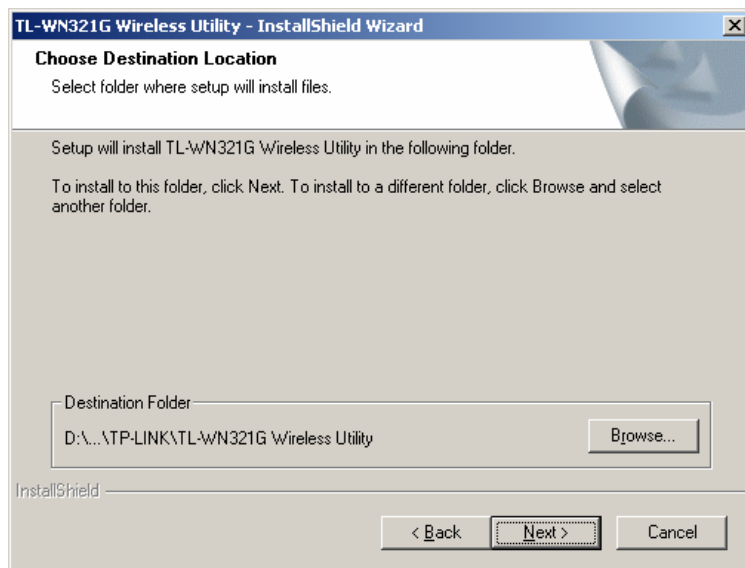 TL-WN321G Wireless Utility - InstallShield Wizard
Choose Destination Location
Select folder where setup will install files.
Setup will install TL-WN321G Wireless Utility in the following folder.
To install to this folder, click Next. To install to a different folder, click Browse and select
another folder.
Destination Folder
D:\...\TP-LINK\TL-WN321G Wireless Utility
Browse...
InstallShield
< Back
Next >
Cancel